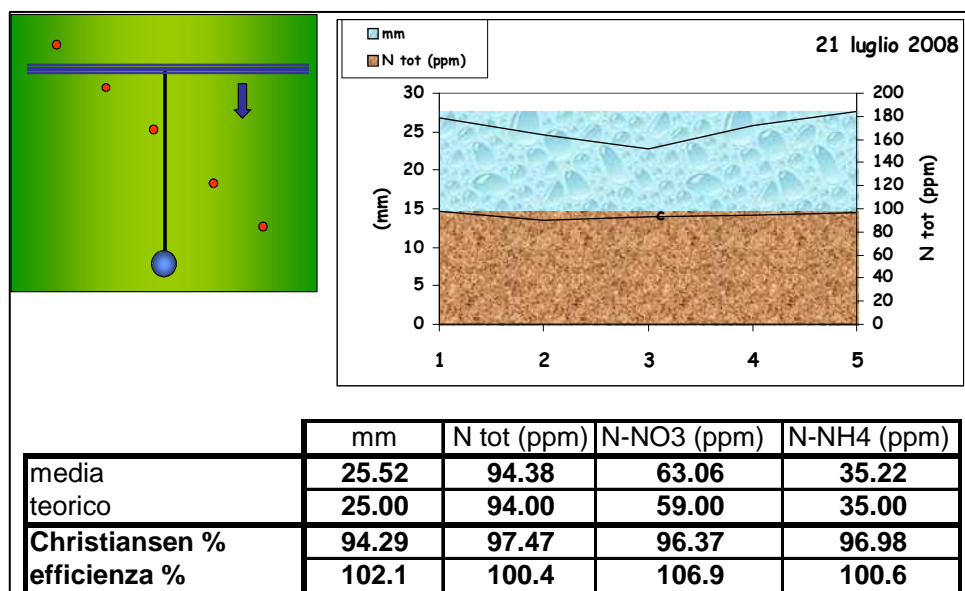 mm
N tot (ppm)
21 luglio 2008
30
25
20
15
10
5
0
(mm)
200
180
160
140
120
100
80
60
40
20
0
N tot (ppm)
1 2 3 4 5
mm N tot (ppm) N-NO3 (ppm) N-NH4 (ppm)
media 25.52 94.38 63.06 35.22
teorico 25.00 94.00 59.00 35.00
Christiansen % 94.29 97.47 96.37 96.98
efficienza % 102.1 100.4 106.9 100.6